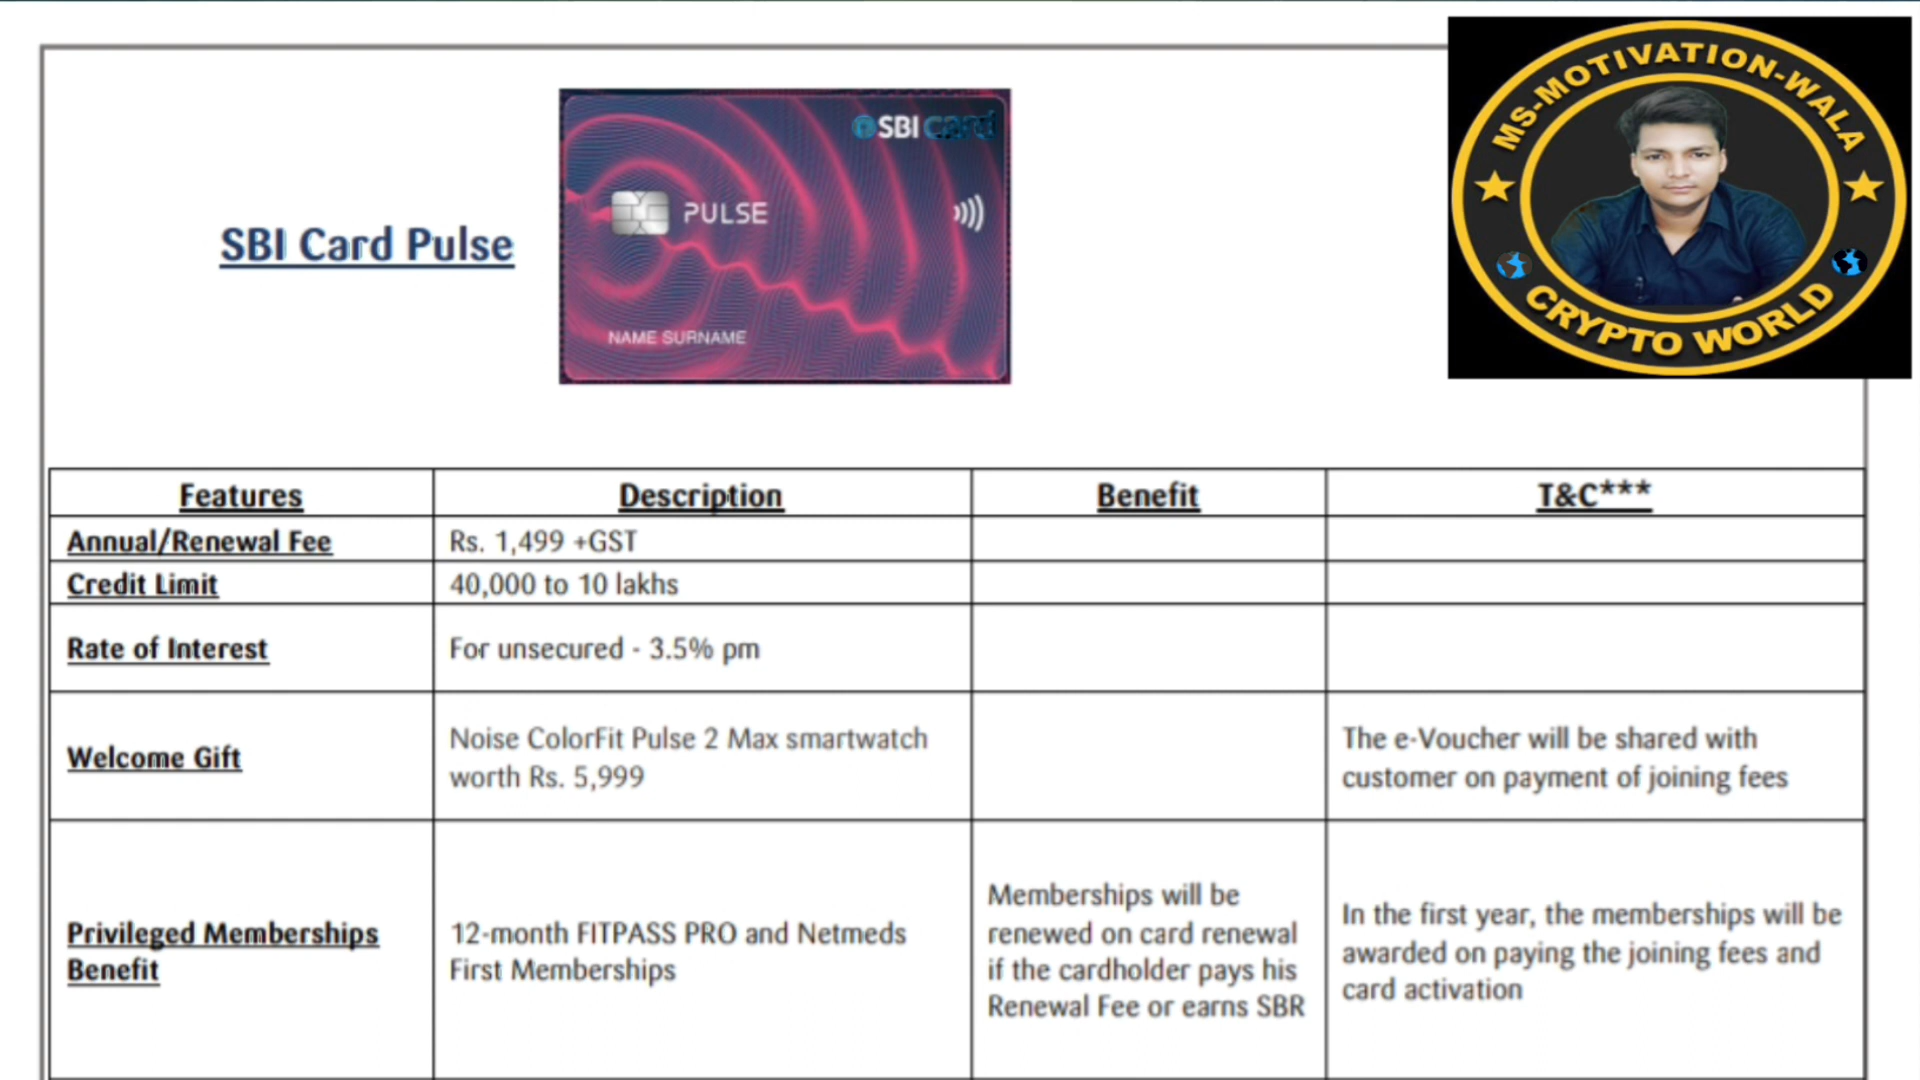 MS-MOTIVATION-WALA
CRYPTO WORLD
SBI card
PULSE
NAME SURNAME
SBI Card Pulse
Features Description Benefit T&C***
Annual/Renewal Fee Rs. 1,499 +GST
Credit Limit 40,000 to 10 lakhs
Rate of Interest For unsecured - 3.5% pm
Welcome Gift
Noise ColorFit Pulse 2 Max smartwatch
worth Rs. 5,999
The e-Voucher will be shared with
customer on payment of joining fees
Privileged Memberships
Benefit
12-month FITPASS PRO and Netmeds
First Memberships
Memberships will be
renewed on card renewal
if the cardholder pays his
Renewal Fee or earns SBR
In the first year, the memberships will be
awarded on paying the joining fees and
card activation